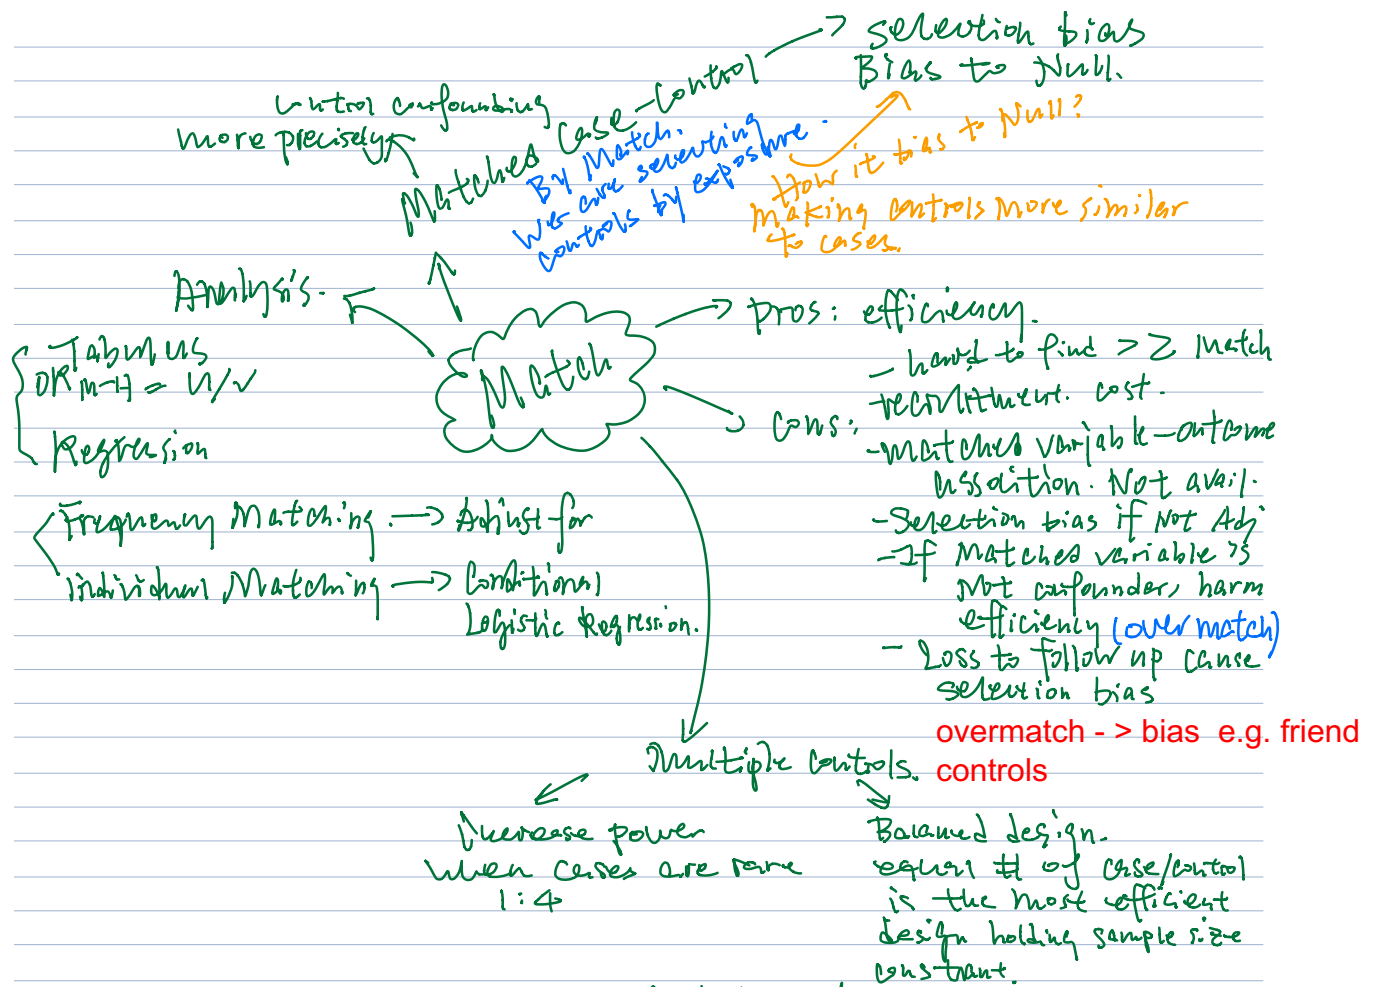 selection bias
Bias to Null.
control confounding
more precisely
Matched Case-Control
By Match.
We are selecting
controls by exposure.
How it bias to Null?
making controls more similar
to cases.
Analysis.
OR M-H = U/V
Regression
Frequency Matching. -> Adjust for
Individual Matching -> Conditional
Logistic Regression.
Match
pros: efficiency.
cons:
- hard to find > 2 match
- recruitment. cost.
- matched variable - outcome
assoition. Not avail.
- Selection bias if Not Adj
- If Matched variable is
Not confounder, harm
efficiency (over match)
- Loss to follow up cause
selection bias
overmatch - > bias e.g. friend
controls
Multiple controls.
Increase power
when cases are rare
1:4
Balanced design.
equal # of case/control
is the most efficient
design holding sample size
constant.